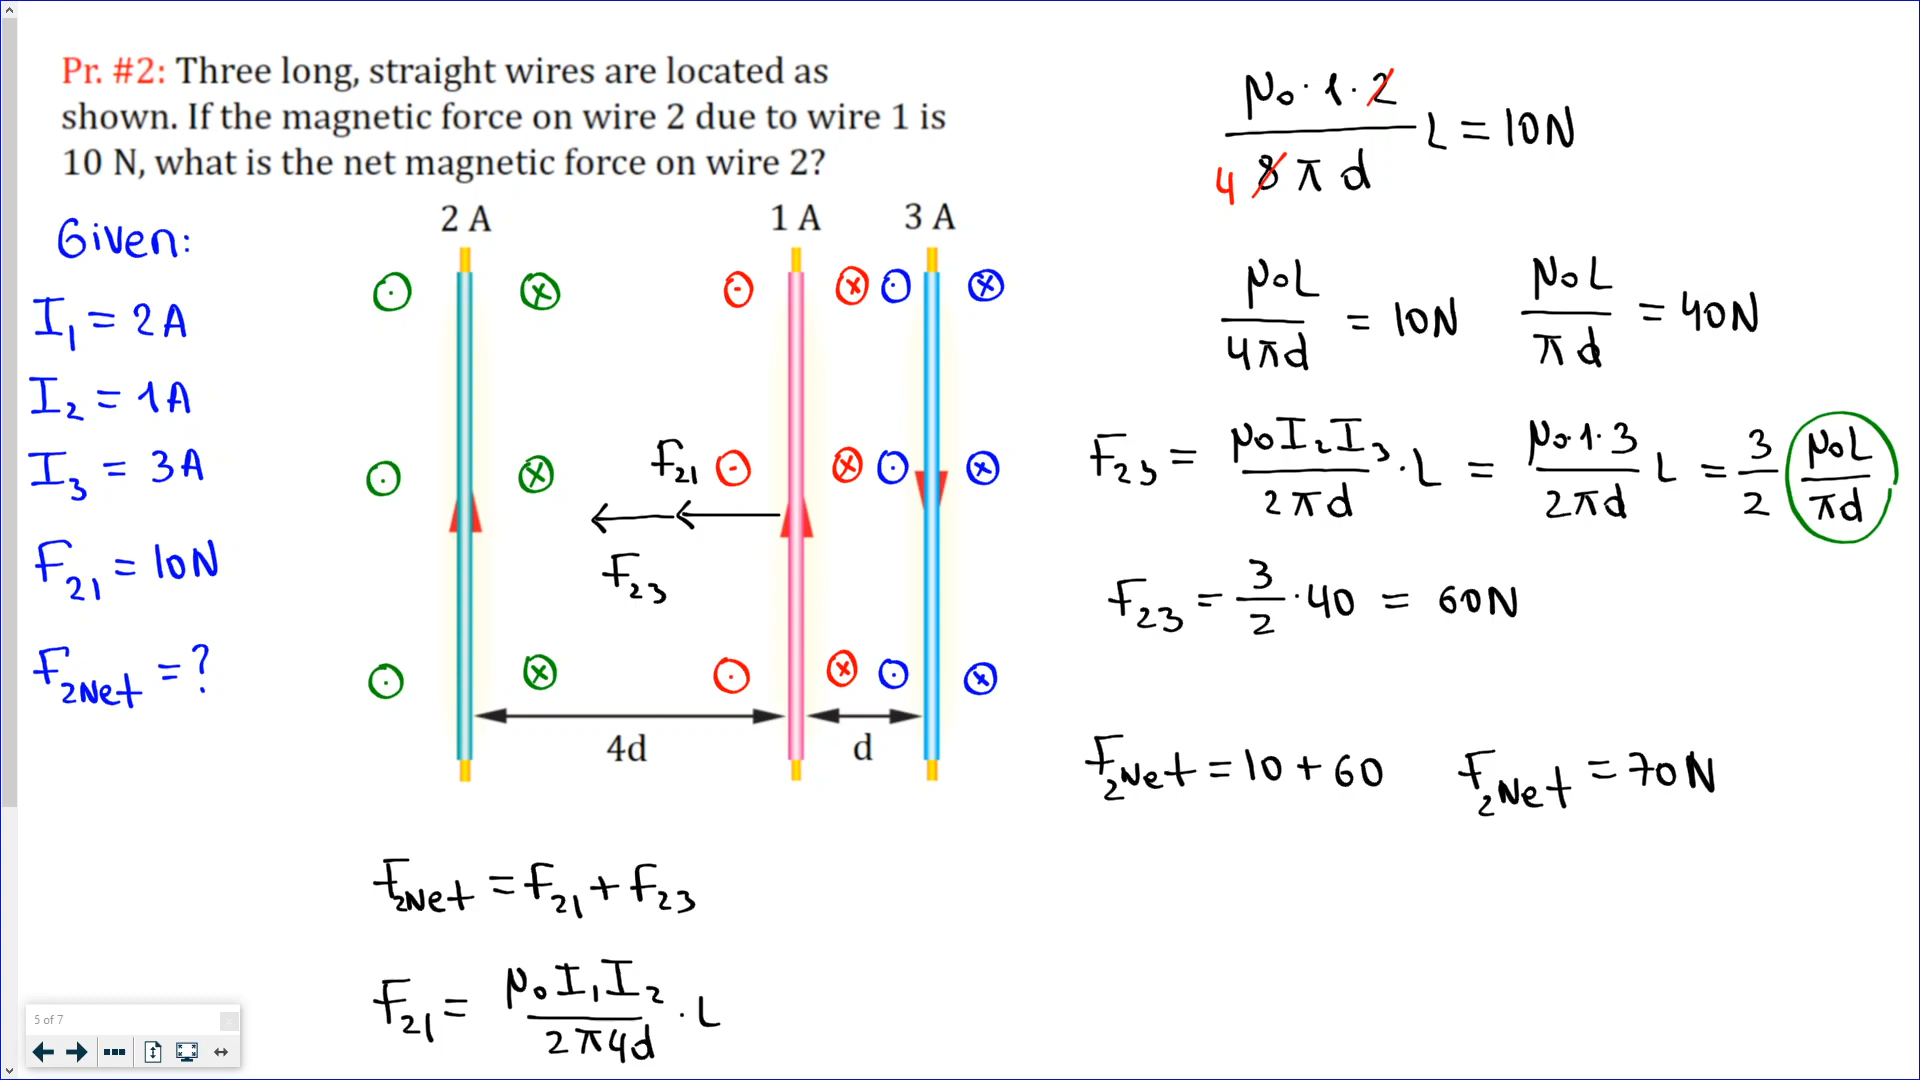 Pr. #2: Three long, straight wires are located as
shown. If the magnetic force on wire 2 due to wire 1 is
10 N, what is the net magnetic force on wire 2?
Given:
I₁ = 2A
I₂ = 1A
I₃ = 3A
F₂₁ = 10N
F₂Net = ?
2 A
1 A
3 A
F₂₁
F₂₃
4d
d
F₂Net = F₂₁ + F₂₃
F₂₁ = μ₀I₁I₂ / 2π4d · L
μ₀·1·2 / 8πd L = 10N
4
μ₀L / 4πd = 10N
μ₀L / πd = 40N
F₂₃ = μ₀I₂I₃ / 2πd · L = μ₀·1·3 / 2πd L = 3/2 μ₀L / πd
F₂₃ = 3/2 · 40 = 60N
F₂Net = 10 + 60
F₂Net = 70N
5 of 7